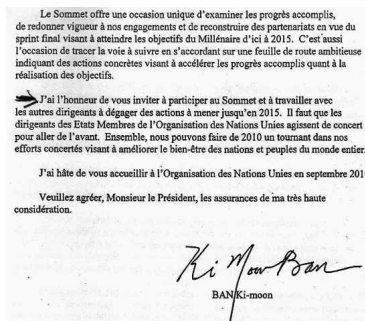 Le Sommet offre une occasion unique d'examiner les progrès accomplis,
de redonner vigueur à nos engagements et de reconstruire des partenariats en vue du
sprint final visant à atteindre les objectifs du Millénaire d'ici à 2015. C'est aussi
l'occasion de tracer la voie à suivre en s'accordant sur une feuille de route ambitieuse
indiquant des actions concrètes visant à accélérer les progrès accomplis quant à la
réalisation des objectifs.
J'ai l'honneur de vous inviter à participer au Sommet et à travailler avec
les autres dirigeants à dégager des actions à mener jusqu'en 2015. Il faut que les
dirigeants des Etats Membres de l'Organisation des Nations Unies agissent de concert
pour aller de l'avant. Ensemble, nous pouvons faire de 2010 un tournant dans nos
efforts concertés visant à améliorer le bien-être des nations et peuples du monde entier
J'ai hâte de vous accueillir à l'Organisation des Nations Unies en septembre 201
Veuillez agréer, Monsieur le Président, les assurances de ma très haute
considération.
Ki Moon Ban
BAN Ki-moon